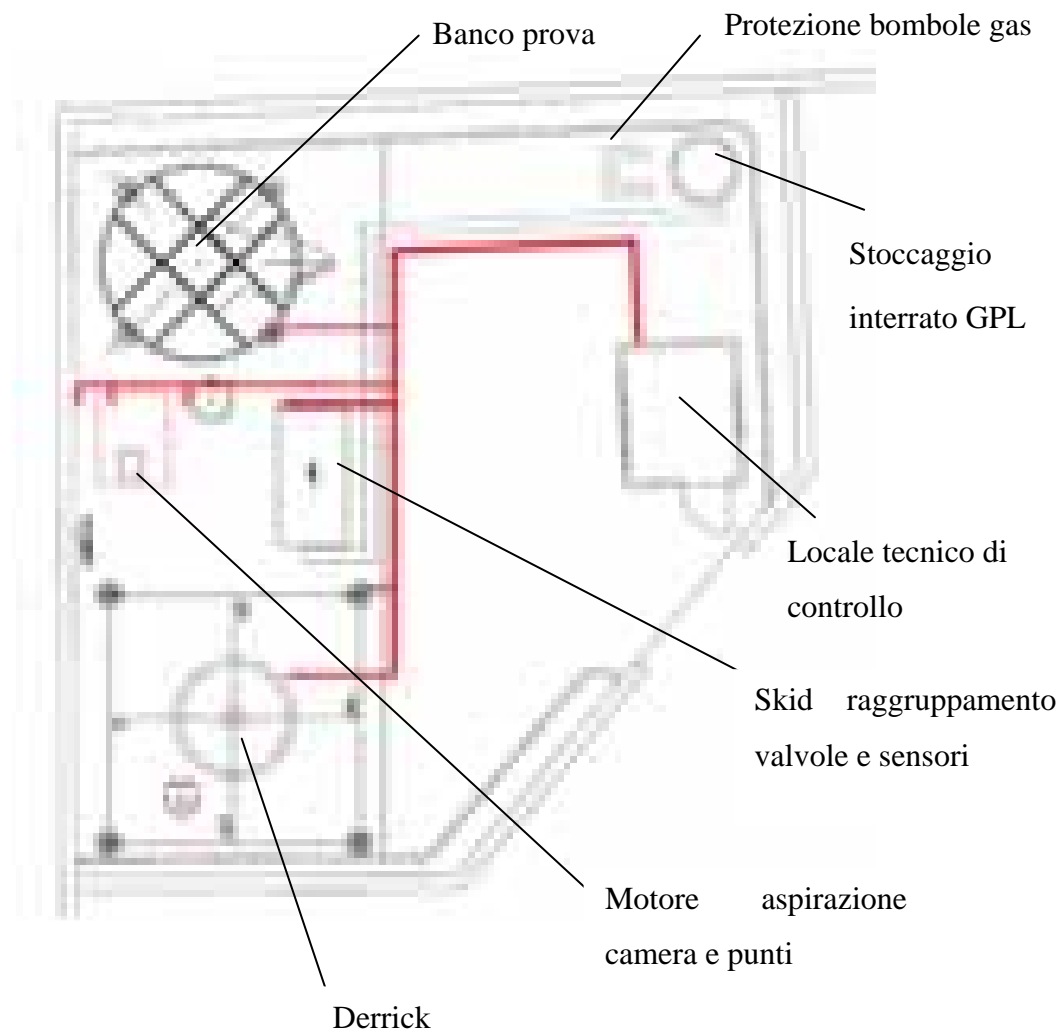 Banco prova
Protezione bombole gas
Stoccaggio
interrato GPL
Locale tecnico di
controllo
Skid raggruppamento
valvole e sensori
Motore aspirazione
camera e punti
Derrick